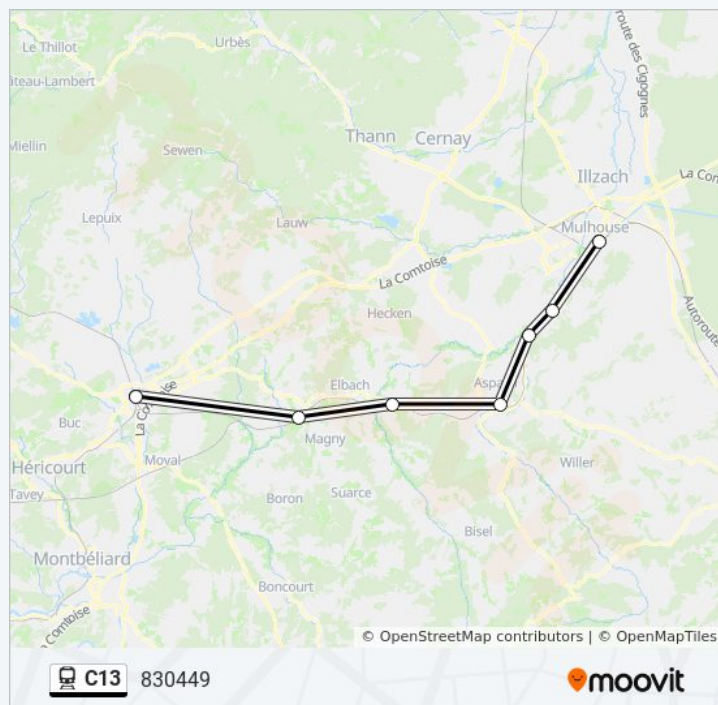 Le Thillot
Urbès
route des Cigognes
âteau-Lambert
Thann
Cernay
Miellin
Sewen
Illzach
La Com
Lepuix
Lauw
Mulhouse
La Comtoise
Hecken
Autoroute
Elbach
Aspa
La Comtoise
Buc
Magny
Héricourt
Moval
Willer
Tavey
Boron
Suarce
Bisel
Montbéliard
Boncourt
La Comtoise
© OpenStreetMap contributors | © OpenMapTiles
C13 830449
moovit